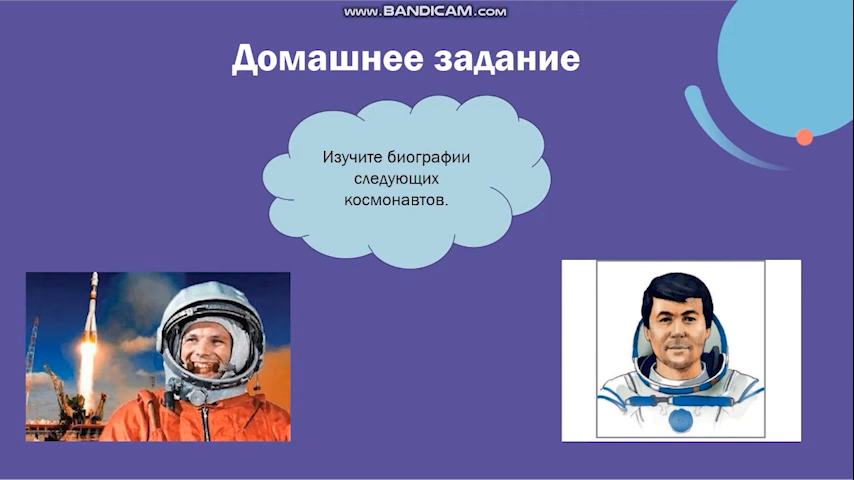 www.BANDICAM.com
Домашнее задание
Изучите биографии
следующих
космонавтов.